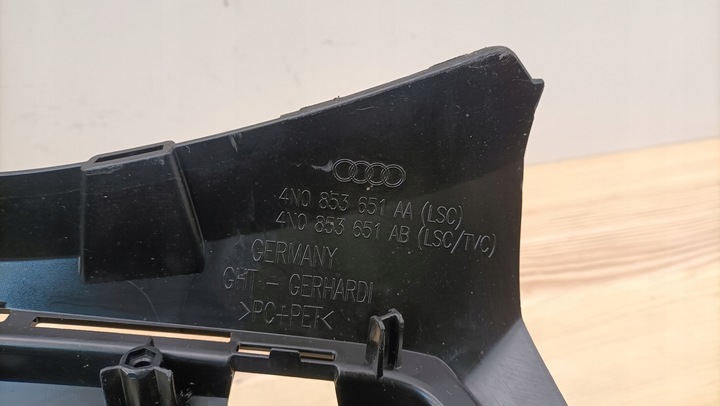 4N0 853 651 AA (LSC)
4N0 853 651 AB (LSC/TVC)
GERMANY
GHT - GERHARDI
>PC+PET<